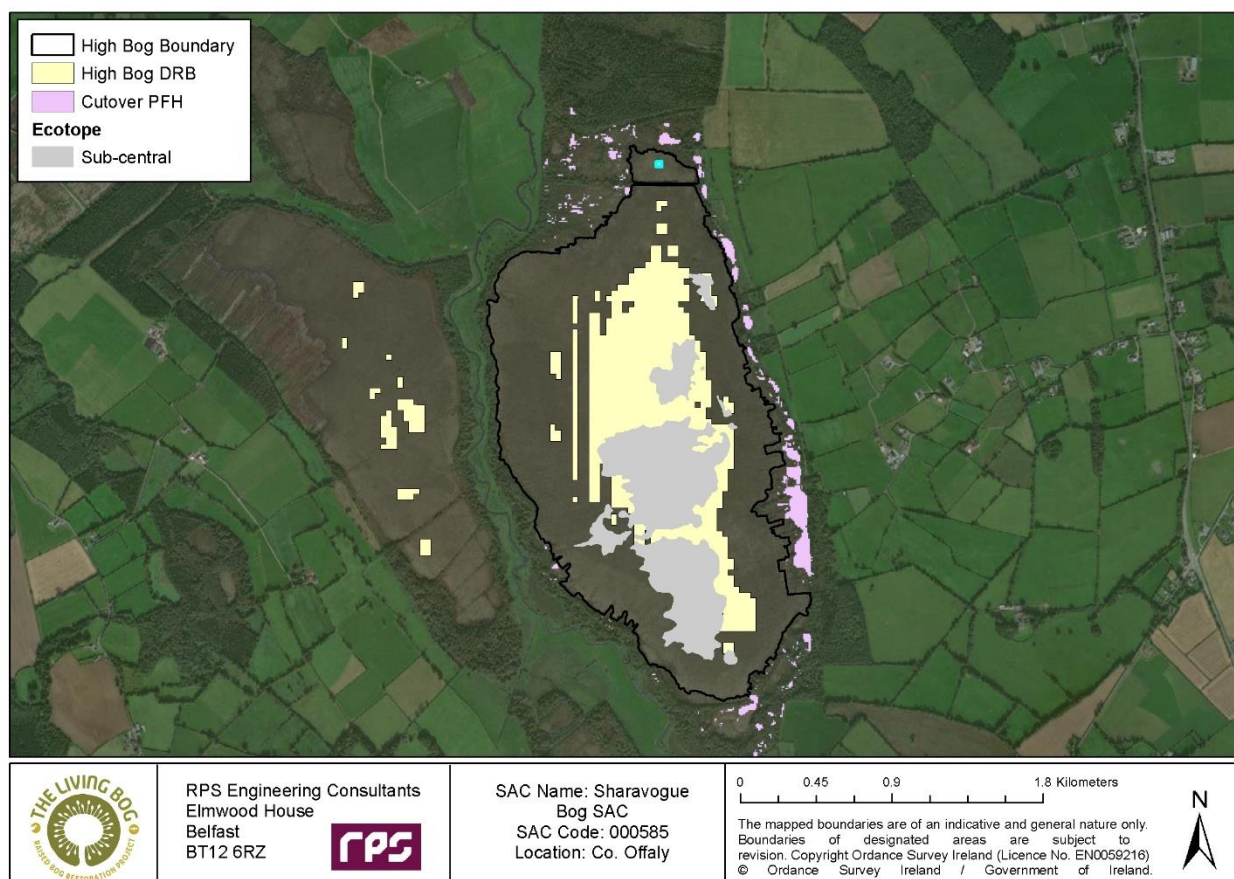 High Bog Boundary
High Bog DRB
Cutover PFH
Ecotope
Sub-central
THE LIVING BOG
RAISED BOG RESTORATION PROJECT
RPS Engineering Consultants
Elmwood House
Belfast
BT12 6RZ
rps
SAC Name: Sharavogue
Bog SAC
SAC Code: 000585
Location: Co. Offaly
0 0.45 0.9 1.8 Kilometers
The mapped boundaries are of an indicative and general nature only.
Boundaries of designated areas are subject to
revision. Copyright Ordance Survey Ireland (Licence No. EN0059216)
© Ordance Survey Ireland / Government of Ireland.
N